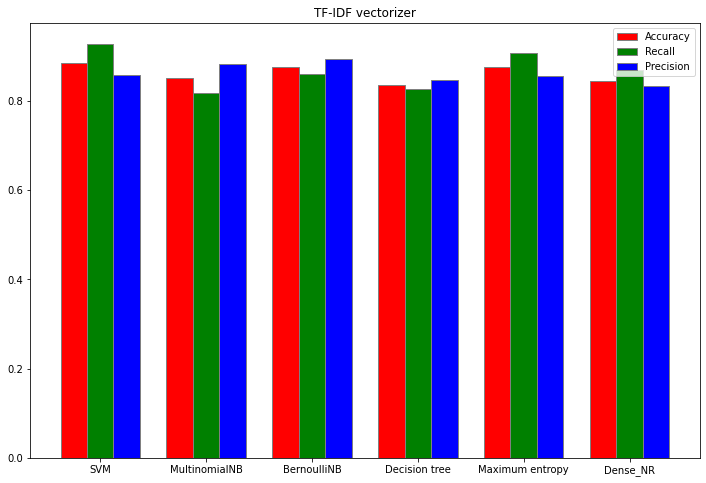 TF-IDF vectorizer
Accuracy
Recall
Precision
0.8
0.6
0.4
0.2
0.0
SVM MultinomialNB BernoulliNB Decision tree Maximum entropy Dense_NR